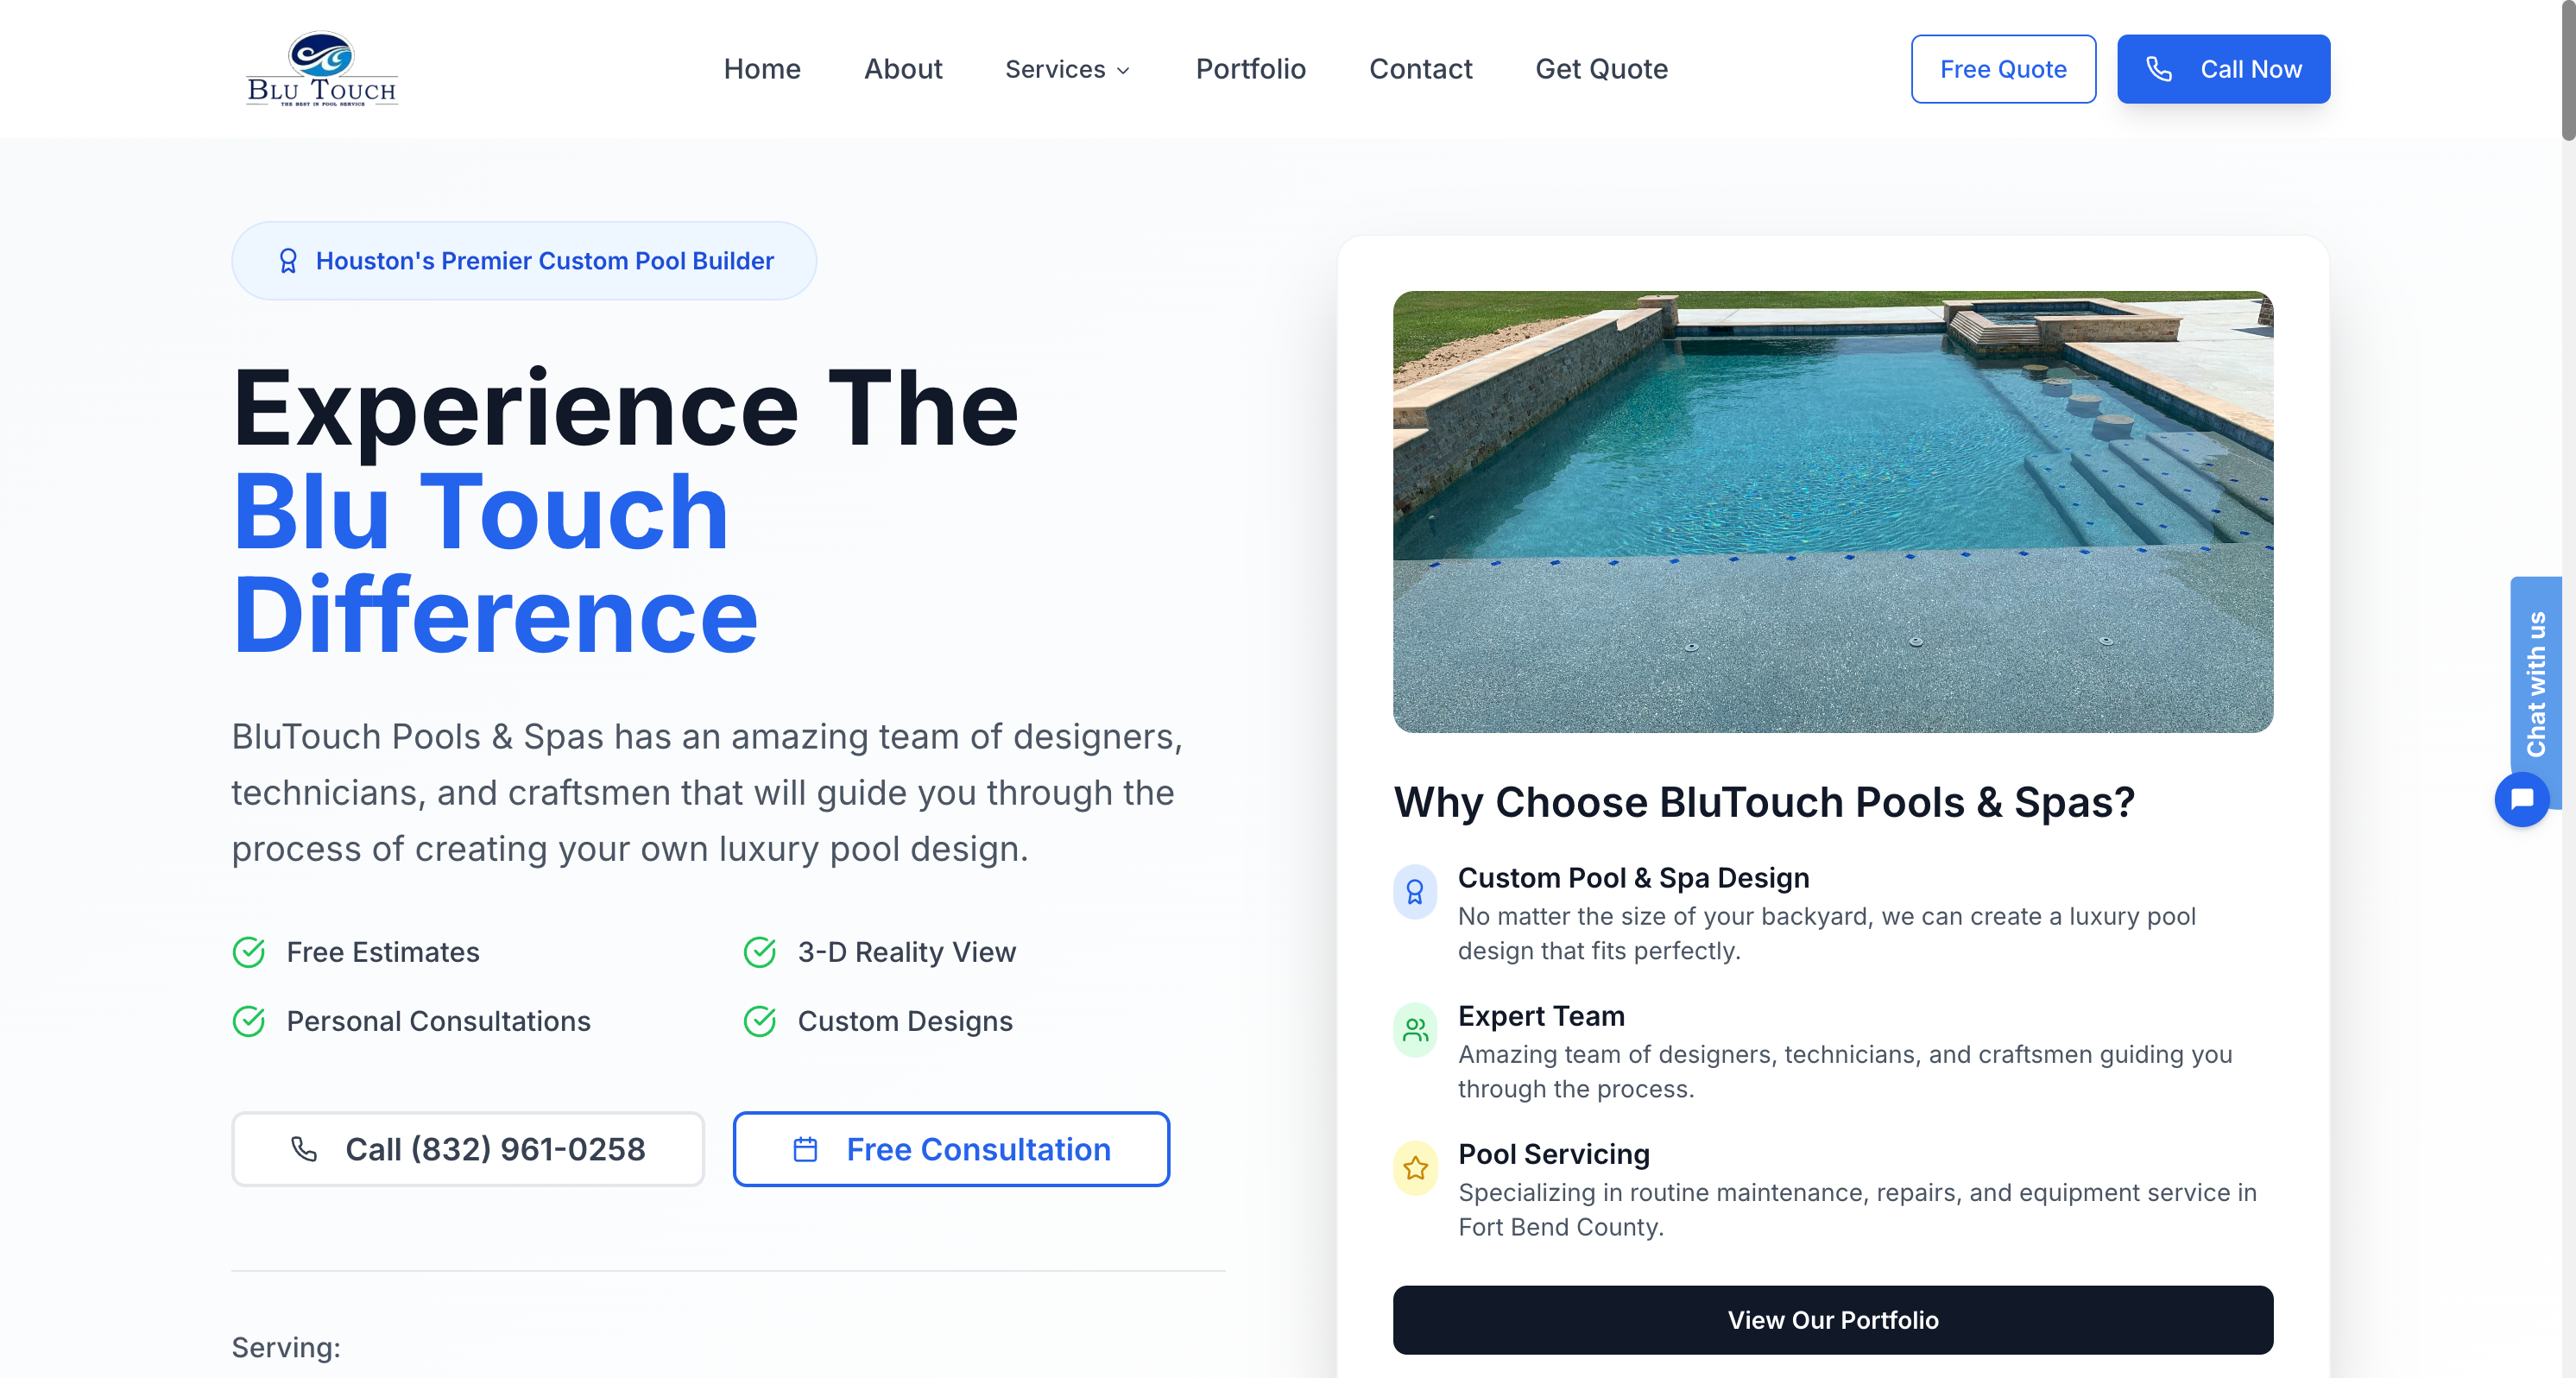 BLU TOUCH
THE BEST IN POOL SERVICE
Home
About
Services
Portfolio
Contact
Get Quote
Free Quote
Call Now
Houston's Premier Custom Pool Builder
Experience The
Blu Touch
Difference
BluTouch Pools & Spas has an amazing team of designers,
technicians, and craftsmen that will guide you through the
process of creating your own luxury pool design.
Free Estimates
3-D Reality View
Personal Consultations
Custom Designs
Call (832) 961-0258
Free Consultation
Serving:
Why Choose BluTouch Pools & Spas?
Custom Pool & Spa Design
No matter the size of your backyard, we can create a luxury pool
design that fits perfectly.
Expert Team
Amazing team of designers, technicians, and craftsmen guiding you
through the process.
Pool Servicing
Specializing in routine maintenance, repairs, and equipment service in
Fort Bend County.
View Our Portfolio
Chat with us